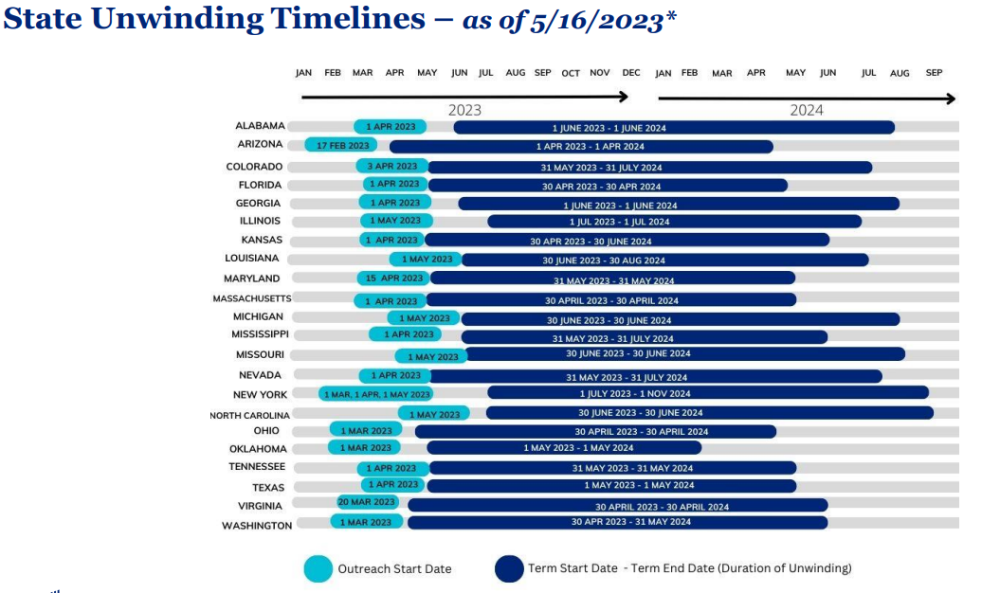 State Unwinding Timelines – as of 5/16/2023*
JAN FEB MAR APR MAY JUN JUL AUG SEP OCT NOV DEC JAN FEB MAR APR MAY JUN JUL AUG SEP
2023 2024
ALABAMA 1 APR 2023 1 JUNE 2023 - 1 JUNE 2024
ARIZONA 17 FEB 2023 1 APR 2023 - 1 APR 2024
COLORADO 3 APR 2023 31 MAY 2023 - 31 JULY 2024
FLORIDA 1 APR 2023 30 APR 2023 - 30 APR 2024
GEORGIA 1 APR 2023 1 JUNE 2023 - 1 JUNE 2024
ILLINOIS 1 MAY 2023 1 JUL 2023 - 1 JUL 2024
KANSAS 1 APR 2023 30 APR 2023 - 30 JUNE 2024
LOUISIANA 1 MAY 2023 30 JUNE 2023 - 30 AUG 2024
MARYLAND 15 APR 2023 31 MAY 2023 - 31 MAY 2024
MASSACHUSETTS 1 APR 2023 30 APRIL 2023 - 30 APRIL 2024
MICHIGAN 1 MAY 2023 30 JUNE 2023 - 30 JUNE 2024
MISSISSIPPI 1 APR 2023 31 MAY 2023 - 31 JULY 2024
MISSOURI 1 MAY 2023 30 JUNE 2023 - 30 JUNE 2024
NEVADA 1 APR 2023 31 MAY 2023 - 31 JULY 2024
NEW YORK 1 MAR, 1 APR, 1 MAY 2023 1 JULY 2023 - 1 NOV 2024
NORTH CAROLINA 1 MAY 2023 30 JUNE 2023 - 30 JUNE 2024
OHIO 1 MAR 2023 30 APRIL 2023 - 30 APRIL 2024
OKLAHOMA 1 MAR 2023 1 MAY 2023 - 1 MAY 2024
TENNESSEE 1 APR 2023 31 MAY 2023 - 31 MAY 2024
TEXAS 1 APR 2023 1 MAY 2023 - 1 MAY 2024
VIRGINIA 20 MAR 2023 30 APRIL 2023 - 30 APRIL 2024
WASHINGTON 1 MAR 2023 30 APR 2023 - 31 MAY 2024
Outreach Start Date Term Start Date - Term End Date (Duration of Unwinding)